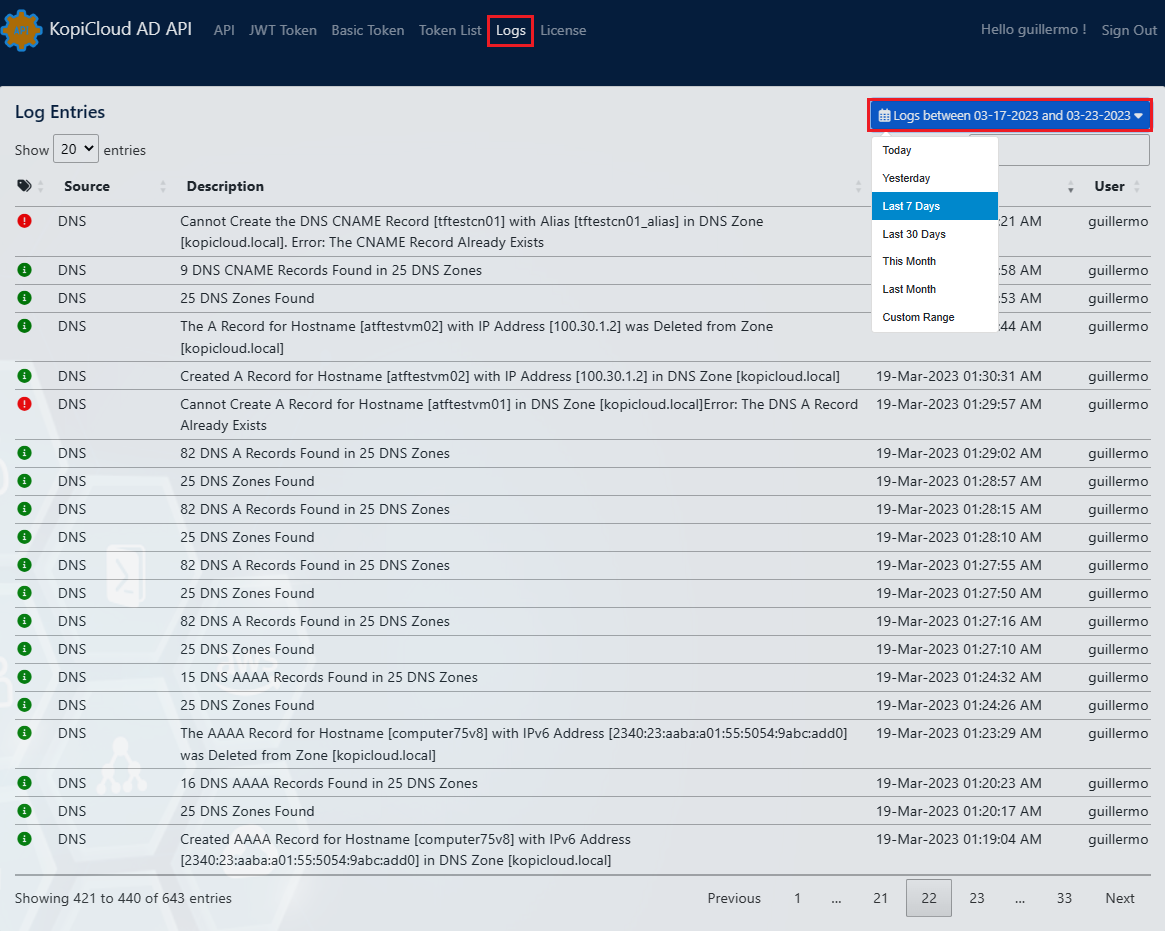 KopiCloud AD API API JWT Token Basic Token Token List Logs License Hello guillermo ! Sign Out
Log Entries
Logs between 03-17-2023 and 03-23-2023
Show 20 entries
Today
Yesterday
Last 7 Days
Last 30 Days
This Month
Last Month
Custom Range
Source Description User
DNS Cannot Create the DNS CNAME Record [tftestcn01] with Alias [tftestcn01_alias] in DNS Zone :21 AM guillermo
[kopicloud.local]. Error: The CNAME Record Already Exists
DNS 9 DNS CNAME Records Found in 25 DNS Zones :58 AM guillermo
DNS 25 DNS Zones Found :53 AM guillermo
DNS The A Record for Hostname [atftestvm02] with IP Address [100.30.1.2] was Deleted from Zone :44 AM guillermo
[kopicloud.local]
DNS Created A Record for Hostname [atftestvm02] with IP Address [100.30.1.2] in DNS Zone [kopicloud.local] 19-Mar-2023 01:30:31 AM guillermo
DNS Cannot Create A Record for Hostname [atftestvm01] in DNS Zone [kopicloud.local]Error: The DNS A Record 19-Mar-2023 01:29:57 AM guillermo
Already Exists
DNS 82 DNS A Records Found in 25 DNS Zones 19-Mar-2023 01:29:02 AM guillermo
DNS 25 DNS Zones Found 19-Mar-2023 01:28:57 AM guillermo
DNS 82 DNS A Records Found in 25 DNS Zones 19-Mar-2023 01:28:15 AM guillermo
DNS 25 DNS Zones Found 19-Mar-2023 01:28:10 AM guillermo
DNS 82 DNS A Records Found in 25 DNS Zones 19-Mar-2023 01:27:55 AM guillermo
DNS 25 DNS Zones Found 19-Mar-2023 01:27:50 AM guillermo
DNS 82 DNS A Records Found in 25 DNS Zones 19-Mar-2023 01:27:16 AM guillermo
DNS 25 DNS Zones Found 19-Mar-2023 01:27:10 AM guillermo
DNS 15 DNS AAAA Records Found in 25 DNS Zones 19-Mar-2023 01:24:32 AM guillermo
DNS 25 DNS Zones Found 19-Mar-2023 01:24:26 AM guillermo
DNS The AAAA Record for Hostname [computer75v8] with IPv6 Address [2340:23:aaba:a01:55:5054:9abc:add0] 19-Mar-2023 01:23:29 AM guillermo
was Deleted from Zone [kopicloud.local]
DNS 16 DNS AAAA Records Found in 25 DNS Zones 19-Mar-2023 01:20:23 AM guillermo
DNS 25 DNS Zones Found 19-Mar-2023 01:20:17 AM guillermo
DNS Created AAAA Record for Hostname [computer75v8] with IPv6 Address 19-Mar-2023 01:19:04 AM guillermo
[2340:23:aaba:a01:55:5054:9abc:add0] in DNS Zone [kopicloud.local]
Showing 421 to 440 of 643 entries Previous 1 ... 21 22 23 ... 33 Next
aws